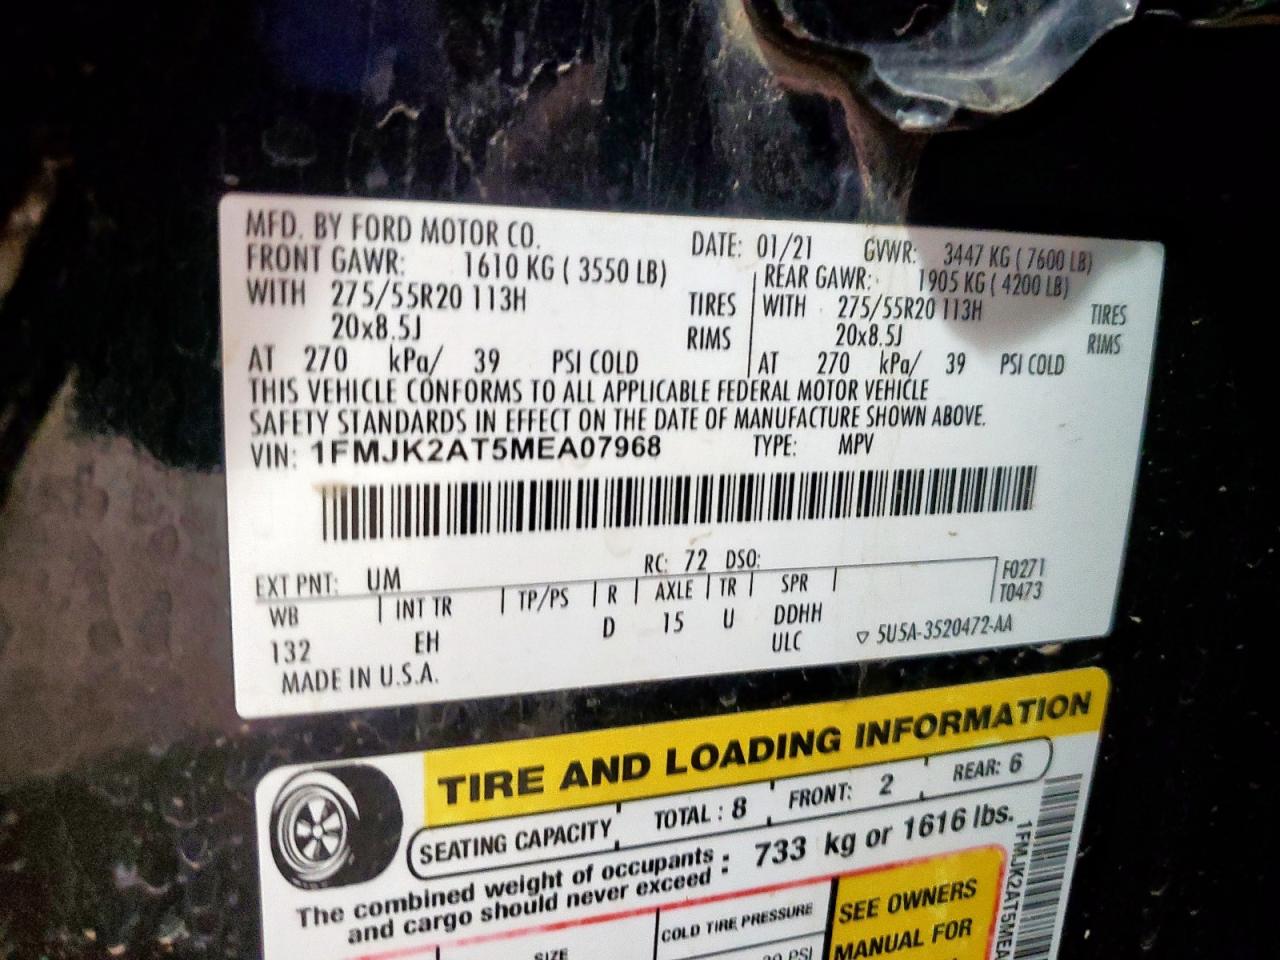 MFD. BY FORD MOTOR CO.
DATE: 01/21 GVWR: 3447 KG ( 7600 LB)
FRONT GAWR: 1610 KG ( 3550 LB)
REAR GAWR: 1905 KG ( 4200 LB)
WITH 275/55R20 113H TIRES
WITH 275/55R20 113H TIRES
20x8.5J RIMS
20x8.5J RIMS
AT 270 kPa/ 39 PSI COLD
AT 270 kPa/ 39 PSI COLD
THIS VEHICLE CONFORMS TO ALL APPLICABLE FEDERAL MOTOR VEHICLE
SAFETY STANDARDS IN EFFECT ON THE DATE OF MANUFACTURE SHOWN ABOVE.
VIN: 1FMJK2AT5MEA07968 TYPE: MPV
EXT PNT: UM RC: 72 DSO:
WB INT TR TP/PS R AXLE TR SPR F0271
T0473
132 EH D 15 U DDHH
ULC ▽ 5U5A-3520472-AA
MADE IN U.S.A.
TIRE AND LOADING INFORMATION
SEATING CAPACITY TOTAL : 8 FRONT: 2 REAR: 6
The combined weight of occupants
and cargo should never exceed : 733 kg or 1616 lbs.
SIZE COLD TIRE PRESSURE
SEE OWNERS
MANUAL FOR
PSI
1FMJK2AT5MEA